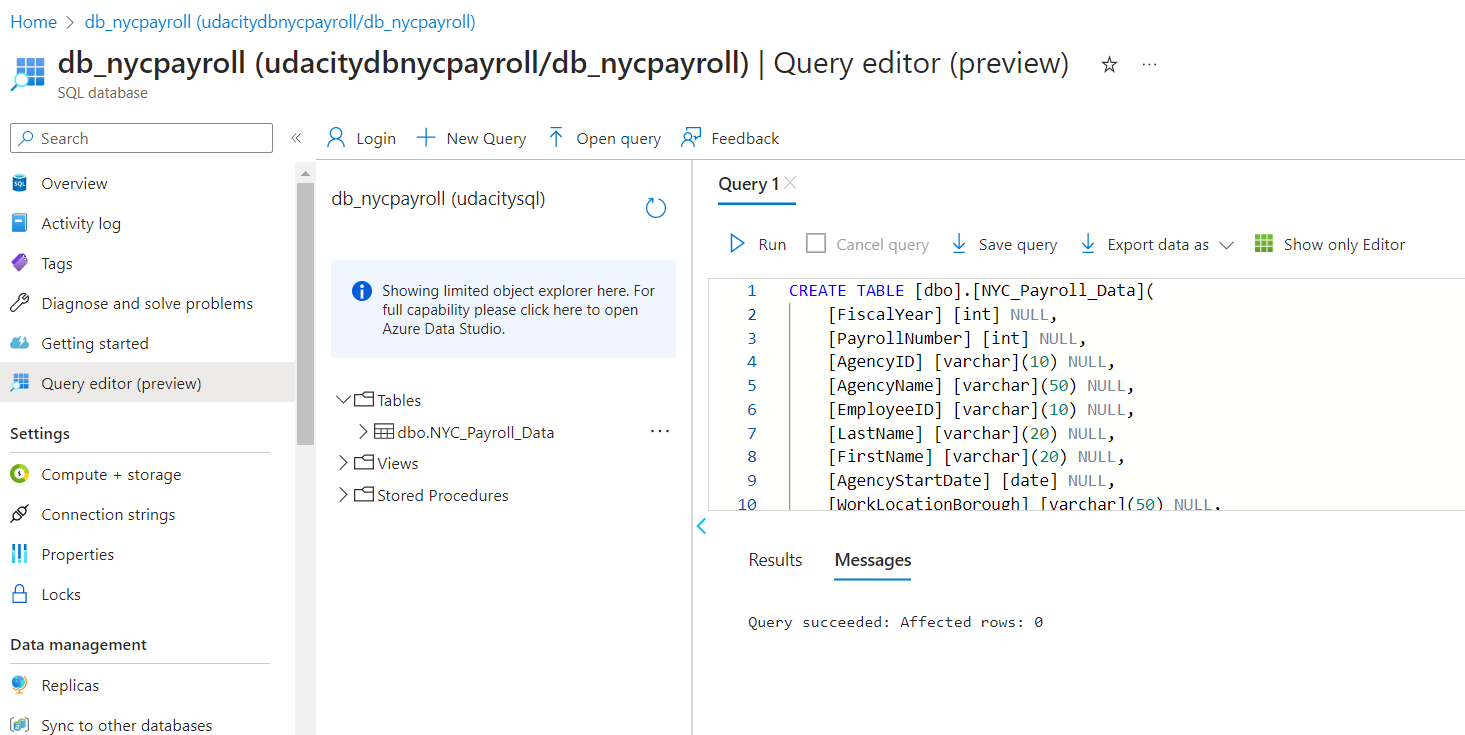 Home > db_nycpayroll (udacitydbnycpayroll/db_nycpayroll)
db_nycpayroll (udacitydbnycpayroll/db_nycpayroll) | Query editor (preview)
SQL database
Search
Overview
Activity log
Tags
Diagnose and solve problems
Getting started
Query editor (preview)
Settings
Compute + storage
Connection strings
Properties
Locks
Data management
Replicas
Sync to other databases
Login
New Query
Open query
Feedback
db_nycpayroll (udacitysql)
Showing limited object explorer here. For
full capability please click here to open
Azure Data Studio.
Tables
dbo.NYC_Payroll_Data
Views
Stored Procedures
Query 1
Run
Cancel query
Save query
Export data as
Show only Editor
1 CREATE TABLE [dbo].[NYC_Payroll_Data](
2 [FiscalYear] [int] NULL,
3 [PayrollNumber] [int] NULL,
4 [AgencyID] [varchar](10) NULL,
5 [AgencyName] [varchar](50) NULL,
6 [EmployeeID] [varchar](10) NULL,
7 [LastName] [varchar](20) NULL,
8 [FirstName] [varchar](20) NULL,
9 [AgencyStartDate] [date] NULL,
10 [WorkLocationBorough] [varchar](50) NULL,
Results
Messages
Query succeeded: Affected rows: 0